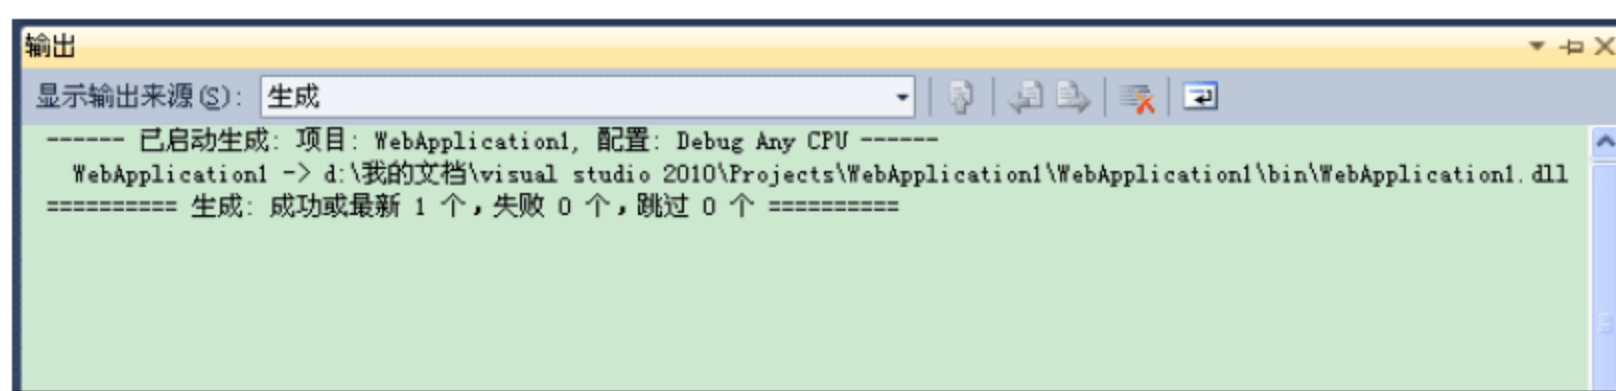 输出
显示输出来源(S): 生成
------ 已启动生成: 项目: WebApplication1, 配置: Debug Any CPU ------
WebApplication1 -> d:\我的文档\visual studio 2010\Projects\WebApplication1\WebApplication1\bin\WebApplication1.dll
========== 生成: 成功或最新 1 个，失败 0 个，跳过 0 个 ==========